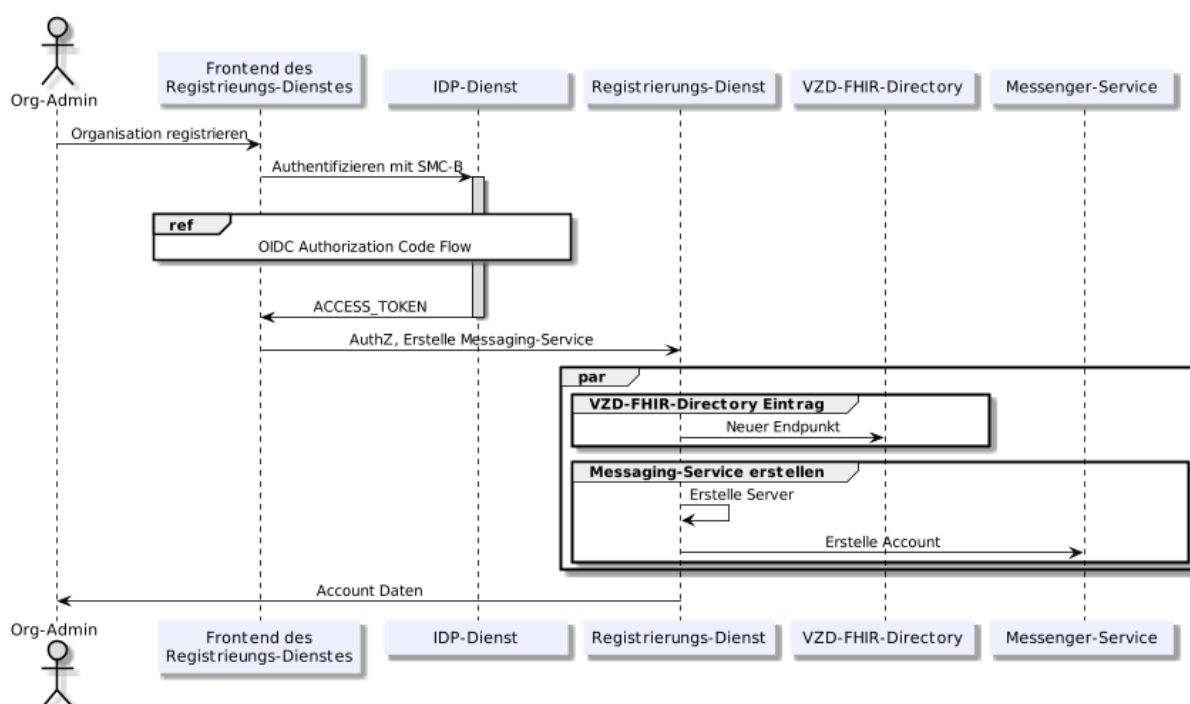 Org-Admin
Frontend des
Registrieungs-Dienstes
IDP-Dienst
Registrierungs-Dienst
VZD-FHIR-Directory
Messenger-Service
Organisation registrieren
Authentifizieren mit SMC-B
ref
OIDC Authorization Code Flow
ACCESS_TOKEN
AuthZ, Erstelle Messaging-Service
par
VZD-FHIR-Directory Eintrag
Neuer Endpunkt
Messaging-Service erstellen
Erstelle Server
Erstelle Account
Account Daten
Org-Admin
Frontend des
Registrieungs-Dienstes
IDP-Dienst
Registrierungs-Dienst
VZD-FHIR-Directory
Messenger-Service